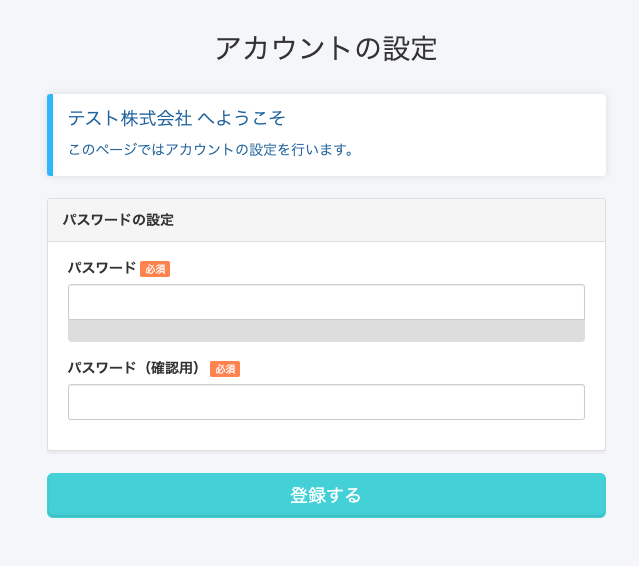 アカウントの設定
テスト株式会社 へようこそ
このページではアカウントの設定を行います。
パスワードの設定
パスワード 必須
パスワード（確認用） 必須
登録する